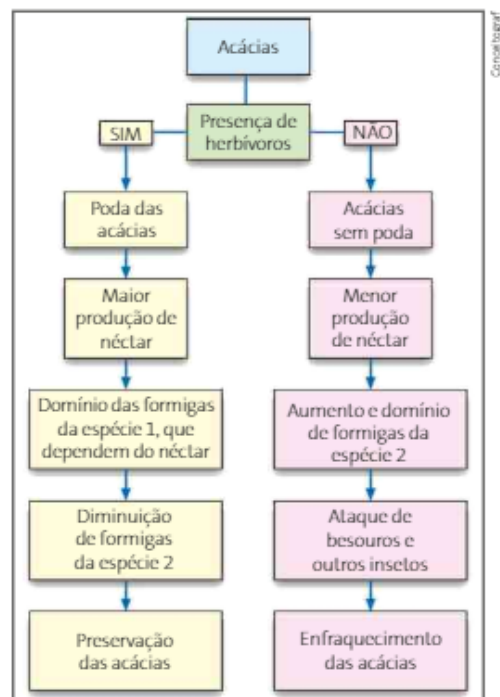 Conceitograf
Acácias
Presença de
herbívoros
SIM
NÃO
Poda das
acácias
Maior
produção de
néctar
Domínio das formigas
da espécie 1, que
dependem do néctar
Diminuição
de formigas
da espécie 2
Preservação
das acácias
Acácias
sem poda
Menor
produção
de néctar
Aumento e domínio
de formigas da
espécie 2
Ataque de
besouros e
outros insetos
Enfraquecimento
das acácias